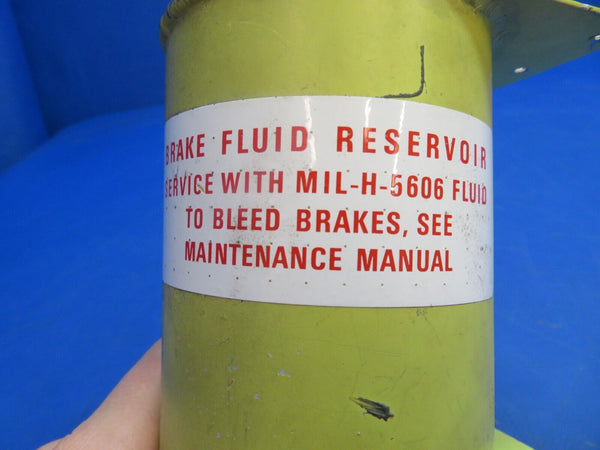 BRAKE FLUID RESERVOIR
SERVICE WITH MIL-H-5606 FLUID
TO BLEED BRAKES, SEE
MAINTENANCE MANUAL